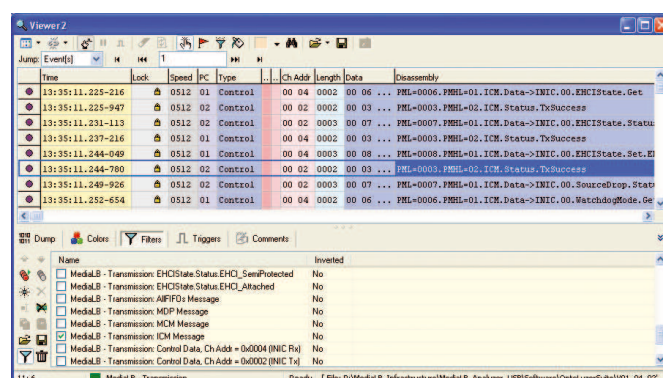 Viewer2
Jump: Event(s) 1
Time Lock Speed PC Type .. .. Ch Addr Length Data Disassembly
13:35:11.225-216 0512 01 Control 00 04 0002 00 06 ... PML=0006.PMHL=01.ICM.Data->INIC.00.EHCIState.Get
13:35:11.225-947 0512 02 Control 00 02 0002 00 03 ... PML=0003.PMHL=02.ICM.Status.TxSuccess
13:35:11.231-113 0512 02 Control 00 02 0003 00 07 ... PML=0007.PMHL=01.ICM.Data->INIC.00.EHCIState.Statu
13:35:11.237-216 0512 01 Control 00 04 0002 00 03 ... PML=0003.PMHL=02.ICM.Status.TxSuccess
13:35:11.244-049 0512 01 Control 00 04 0003 00 08 ... PML=0008.PMHL=01.ICM.Data->INIC.00.EHCIState.Set.E
13:35:11.244-780 0512 02 Control 00 02 0002 00 03 ... PML=0003.PMHL=02.ICM.Status.TxSuccess
13:35:11.249-926 0512 02 Control 00 02 0003 00 07 ... PML=0007.PMHL=01.ICM.Data->INIC.00.SourceDrop.Stat
13:35:11.252-654 0512 01 Control 00 04 0002 00 06 ... PML=0006.PMHL=01.ICM.Data->INIC.00.WatchdogMode.Ge
Dump Colors Filters Triggers Comments
Name Inverted
MediaLB - Transmission: EHCIState.Status.EHCI_SemiProtected No
MediaLB - Transmission: EHCIState.Status.EHCI_Attached No
MediaLB - Transmission: AllFIFOs Message No
MediaLB - Transmission: MDP Message No
MediaLB - Transmission: MCM Message No
MediaLB - Transmission: ICM Message No
MediaLB - Transmission: Control Data, Ch Addr = 0x0004 (INIC Rx) No
MediaLB - Transmission: Control Data, Ch Addr = 0x0002 (INIC Tx) No